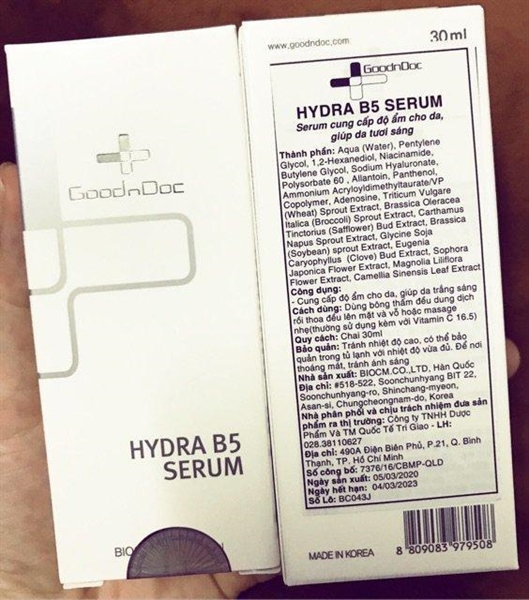 GoodnDoc
HYDRA B5
SERUM
BIO
www.goodndoc.com
30ml
GoodnDoc
HYDRA B5 SERUM
Serum cung cấp độ ẩm cho da,
giúp da tươi sáng
Thành phần: Aqua (Water), Pentylene
Glycol, 1,2-Hexanediol, Niacinamide,
Butylene Glycol, Sodium Hyaluronate,
Polysorbate 60 , Allantoin, Panthenol,
Ammonium Acryloyldimethyltaurate/VP
Copolymer, Adenosine, Triticum Vulgare
(Wheat) Sprout Extract, Brassica Oleracea
Italica (Broccoli) Sprout Extract, Carthamus
Tinctorius (Safflower) Bud Extract, Brassica
Napus Sprout Extract, Glycine Soja
(Soybean) sprout Extract, Eugenia
Caryophyllus (Clove) Bud Extract, Sophora
Japonica Flower Extract, Magnolia Liliflora
Flower Extract, Camellia Sinensis Leaf Extract
Công dụng:
- Cung cấp độ ẩm cho da, giúp da trắng sáng
Cách dùng: Dùng bông thấm đều dung dịch
rồi thoa đều lên mặt và vỗ hoặc masage
nhẹ(thường sử dụng kèm với Vitamin C 16.5)
Quy cách: Chai 30ml
Bảo quản: Tránh nhiệt độ cao, có thể bảo
quản trong tủ lạnh với nhiệt độ vừa đủ. Để nơi
thoáng mát, tránh ánh sáng
Nhà sản xuất: BIOCM.CO.,LTD, Hàn Quốc
Địa chỉ: #518-522, Soonchunhyang BIT 22,
Soonchunhyang-ro, Shinchang-myeon,
Asan-si, Chungcheongnam-do, Korea
Nhà phân phối và chịu trách nhiệm đưa sản
phẩm ra thị trường: Công ty TNHH Dược
Phẩm Và TM Quốc Tế Trí Giao - LH:
028.38110627
Địa chỉ: 490A Điện Biên Phủ, P.21, Q. Bình
Thạnh, TP. Hồ Chí Minh
Số công bố: 7376/16/CBMP-QLD
Ngày sản xuất: 05/03/2020
Ngày hết hạn: 04/03/2023
Số Lô: BC043J
MADE IN KOREA
8 809083 979508